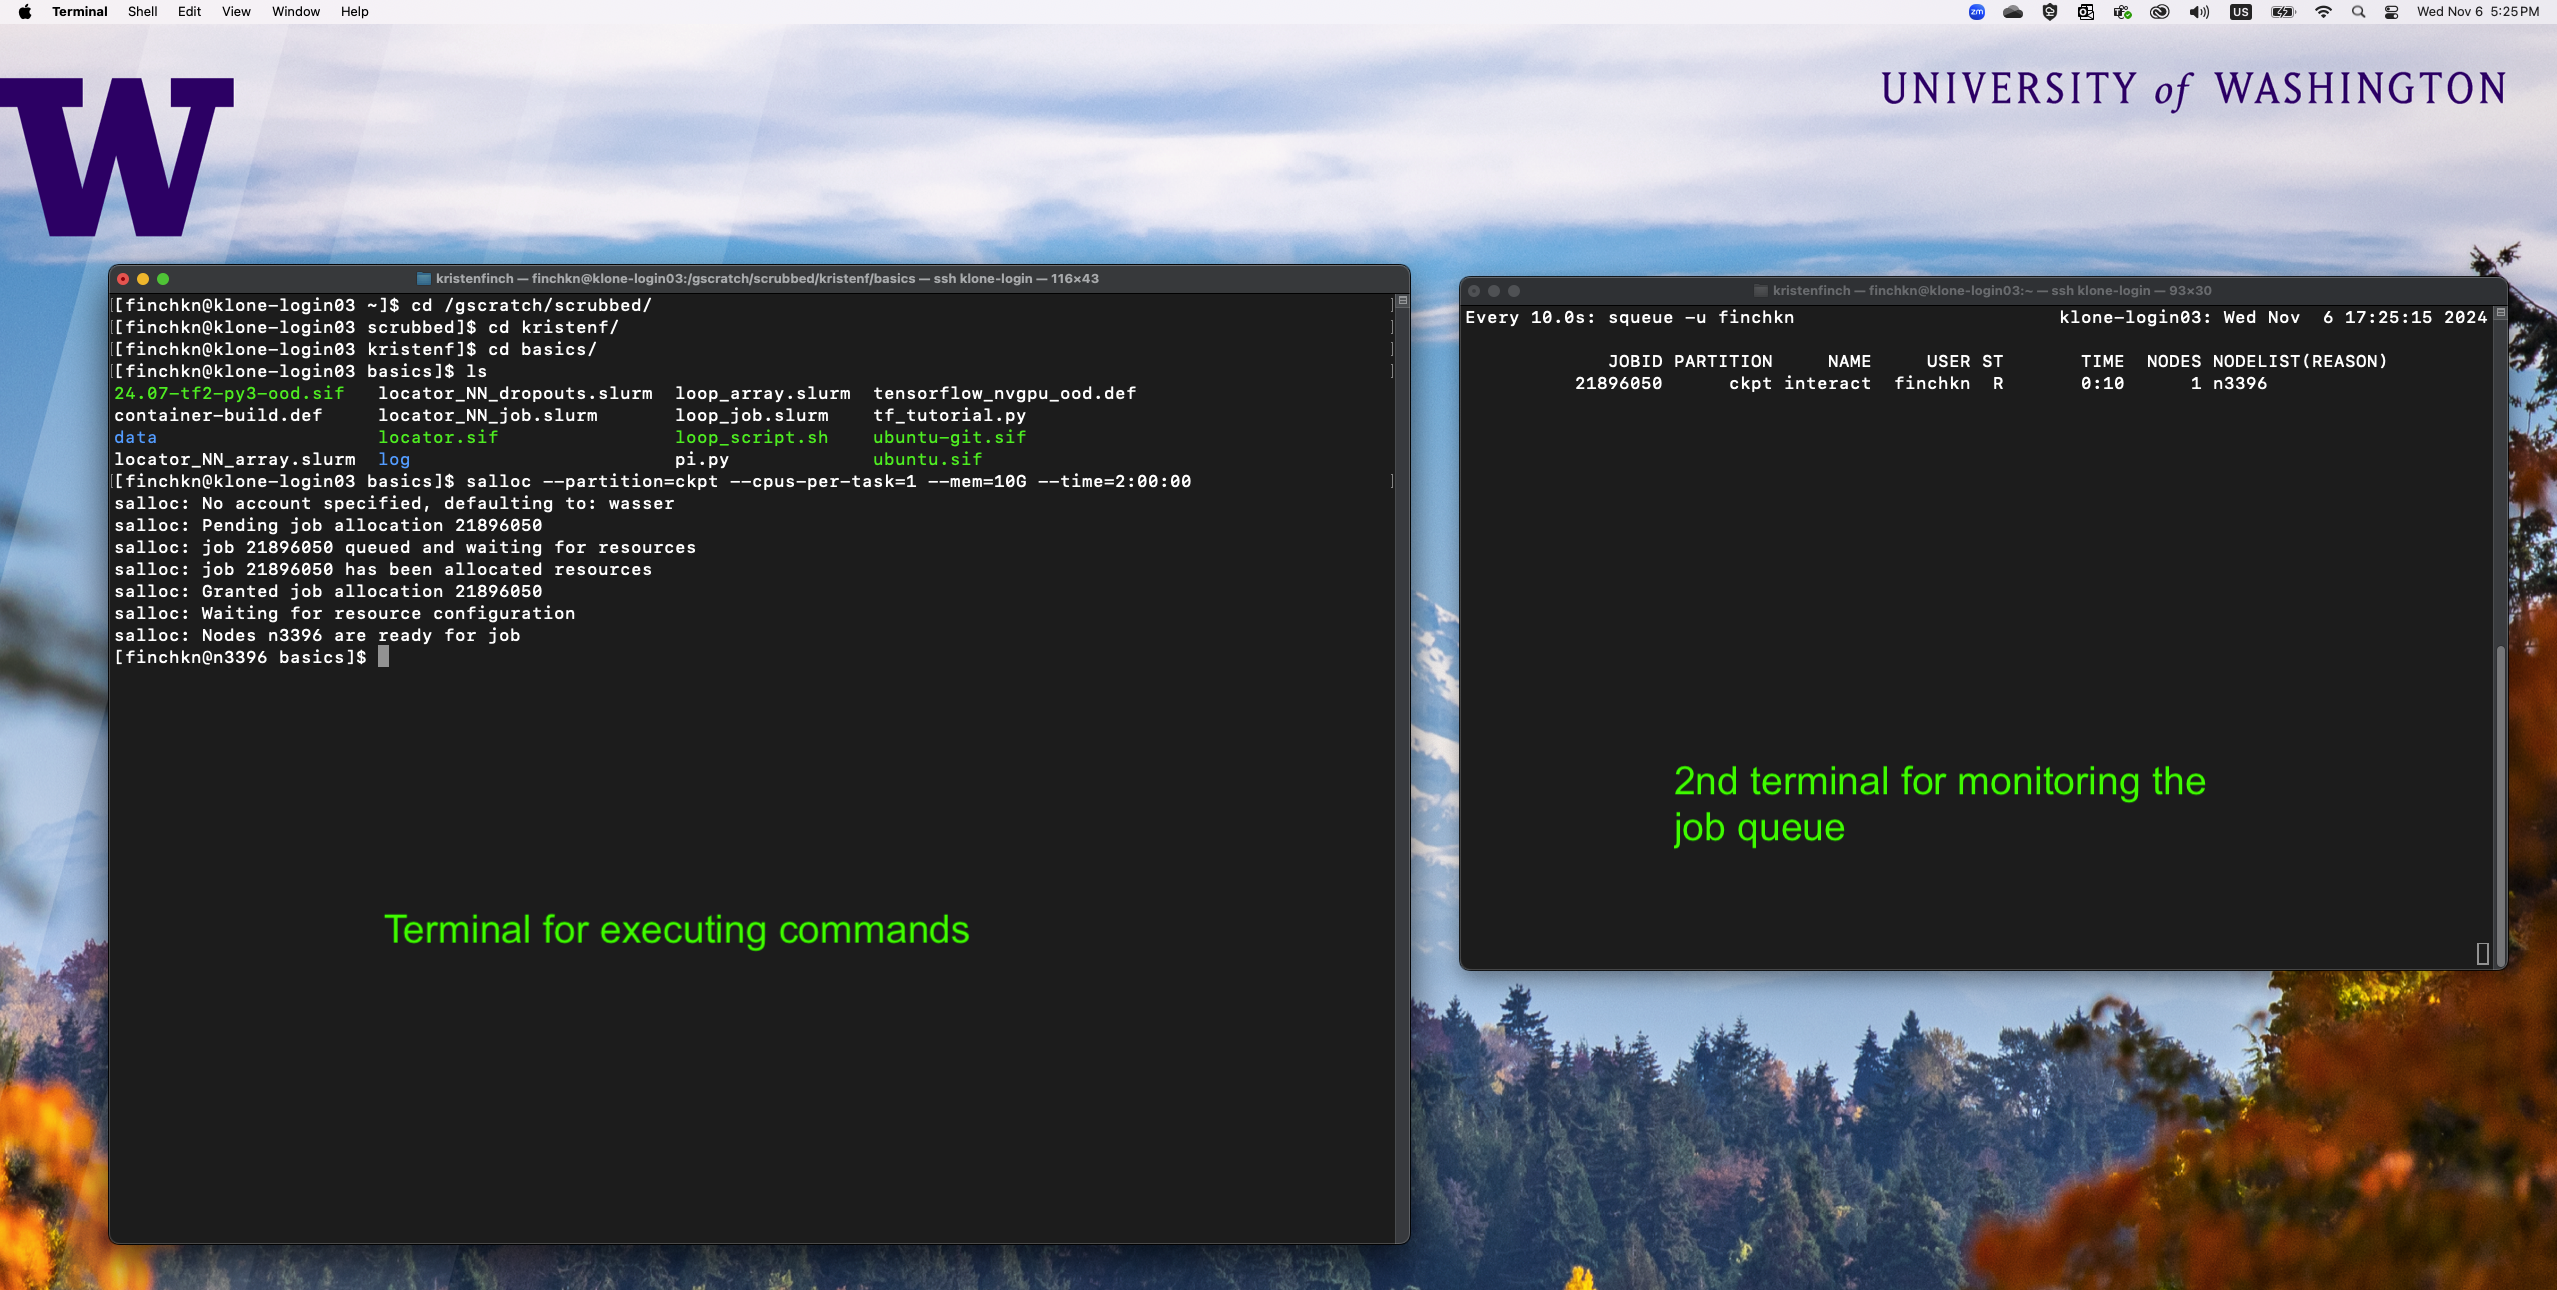 Terminal Shell Edit View Window Help
zm US Wed Nov 6 5:25 PM
W
UNIVERSITY of WASHINGTON
kristenfinch — finchkn@klone-login03:/gscratch/scrubbed/kristenf/basics — ssh klone-login — 116×43
[[finchkn@klone-login03 ~]$ cd /gscratch/scrubbed/ ]
[[finchkn@klone-login03 scrubbed]$ cd kristenf/ ]
[[finchkn@klone-login03 kristenf]$ cd basics/ ]
[[finchkn@klone-login03 basics]$ ls ]
24.07-tf2-py3-ood.sif locator_NN_dropouts.slurm loop_array.slurm tensorflow_nvgpu_ood.def
container-build.def locator_NN_job.slurm loop_job.slurm tf_tutorial.py
data locator.sif loop_script.sh ubuntu-git.sif
locator_NN_array.slurm log pi.py ubuntu.sif
[[finchkn@klone-login03 basics]$ salloc --partition=ckpt --cpus-per-task=1 --mem=10G --time=2:00:00 ]
salloc: No account specified, defaulting to: wasser
salloc: Pending job allocation 21896050
salloc: job 21896050 queued and waiting for resources
salloc: job 21896050 has been allocated resources
salloc: Granted job allocation 21896050
salloc: Waiting for resource configuration
salloc: Nodes n3396 are ready for job
[finchkn@n3396 basics]$
Terminal for executing commands
kristenfinch — finchkn@klone-login03:~ — ssh klone-login — 93×30
Every 10.0s: squeue -u finchkn klone-login03: Wed Nov 6 17:25:15 2024
JOBID PARTITION NAME USER ST TIME NODES NODELIST(REASON)
21896050 ckpt interact finchkn R 0:10 1 n3396
2nd terminal for monitoring the
job queue